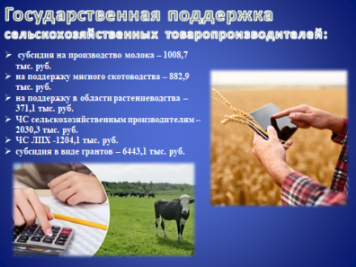 Государственная поддержка
сельскохозяйственных товаропроизводителей:
➢ субсидия на производство молока – 1008,7
тыс. руб.
➢ на поддержку мясного скотоводства – 882,9
тыс. руб.
➢ на поддержку в области растениеводства –
371,1 тыс. руб.
➢ ЧС сельскохозяйственным производителям –
2030,3 тыс. руб.
➢ ЧС ЛПХ -1204,1 тыс. руб.
➢ субсидия в виде грантов – 6443,1 тыс. руб.